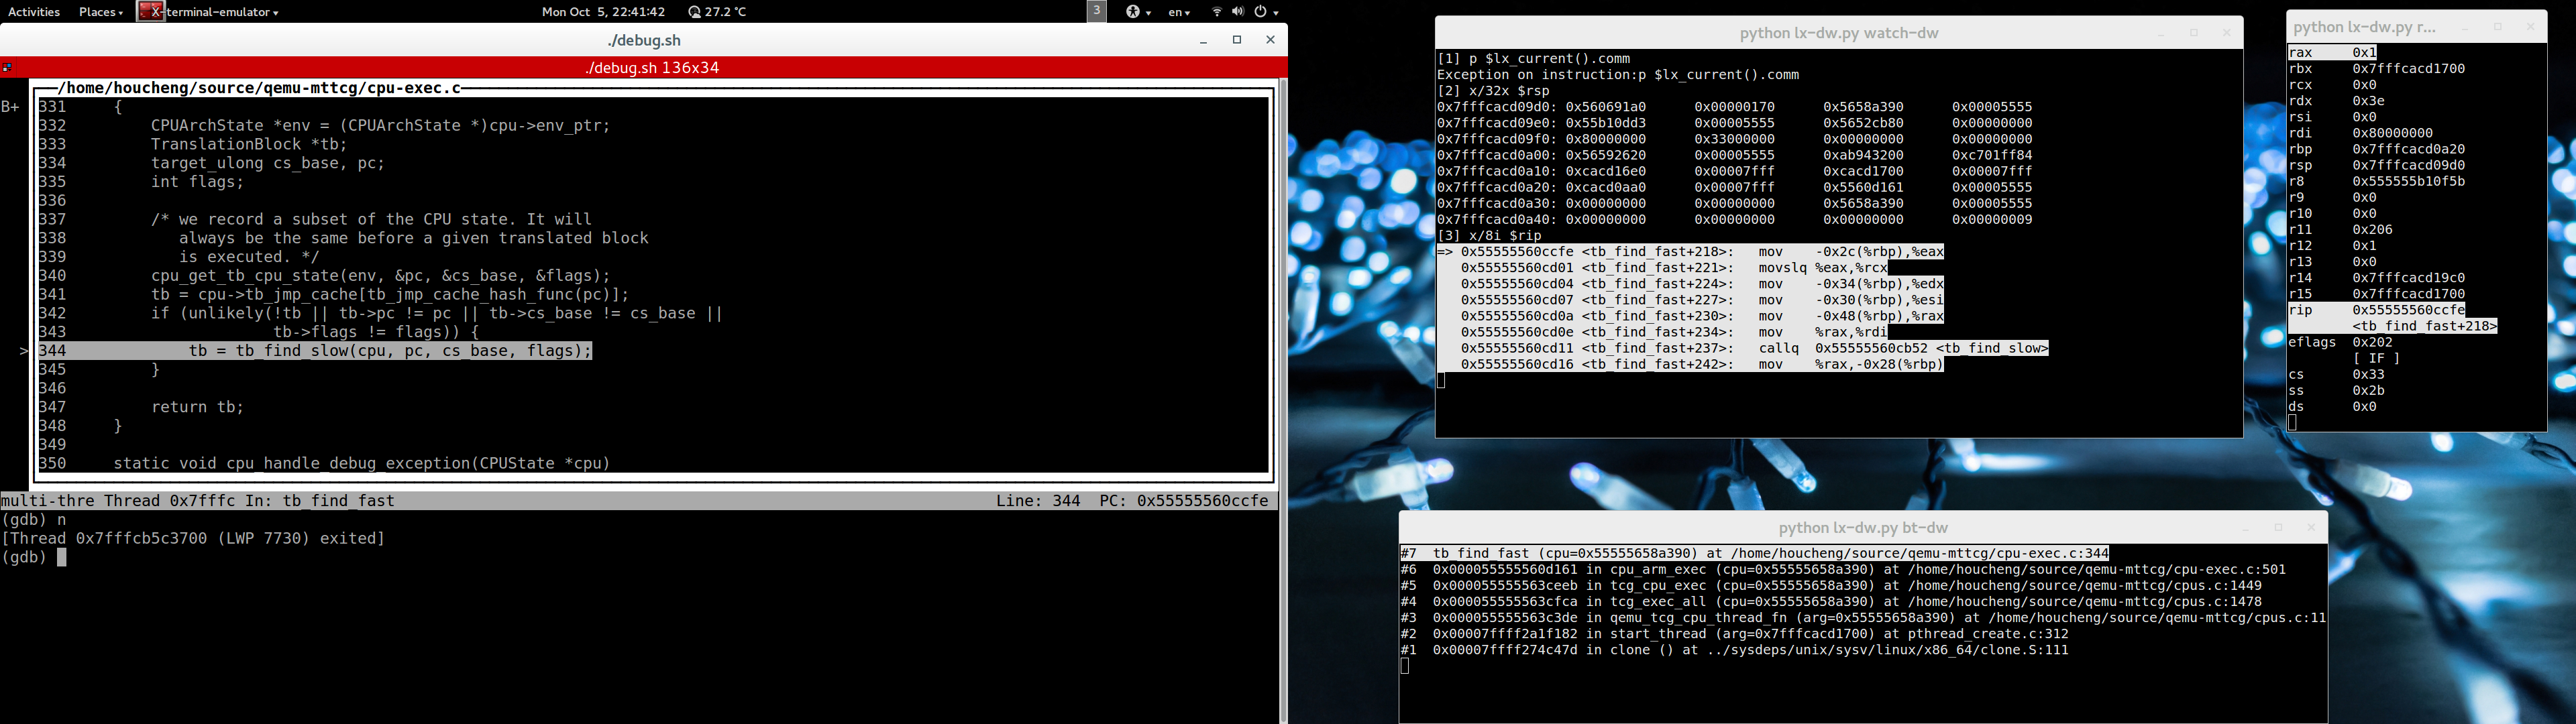 Activities Places X-terminal-emulator Mon Oct 5, 22:41:42 27.2 °C 3 en
./debug.sh
./debug.sh 136x34
/home/houcheng/source/qemu-mttcg/cpu-exec.c
B+ 331 {
332 CPUArchState *env = (CPUArchState *)cpu->env_ptr;
333 TranslationBlock *tb;
334 target_ulong cs_base, pc;
335 int flags;
336
337 /* we record a subset of the CPU state. It will
338 always be the same before a given translated block
339 is executed. */
340 cpu_get_tb_cpu_state(env, &pc, &cs_base, &flags);
341 tb = cpu->tb_jmp_cache[tb_jmp_cache_hash_func(pc)];
342 if (unlikely(!tb || tb->pc != pc || tb->cs_base != cs_base ||
343 tb->flags != flags)) {
> 344 tb = tb_find_slow(cpu, pc, cs_base, flags);
345 }
346
347 return tb;
348 }
349
350 static void cpu_handle_debug_exception(CPUState *cpu)
multi-thre Thread 0x7fffc In: tb_find_fast Line: 344 PC: 0x55555560ccfe
(gdb) n
[Thread 0x7fffcb5c3700 (LWP 7730) exited]
(gdb)
python lx-dw.py watch-dw
[1] p $lx_current().comm
Exception on instruction:p $lx_current().comm
[2] x/32x $rsp
0x7fffcacd09d0: 0x560691a0 0x00000170 0x5658a390 0x00005555
0x7fffcacd09e0: 0x55b10dd3 0x00005555 0x5652cb80 0x00000000
0x7fffcacd09f0: 0x80000000 0x33000000 0x00000000 0x00000000
0x7fffcacd0a00: 0x56592620 0x00005555 0xab943200 0xc701ff84
0x7fffcacd0a10: 0xcacd16e0 0x00007fff 0xcacd1700 0x00007fff
0x7fffcacd0a20: 0xcacd0aa0 0x00007fff 0x5560d161 0x00005555
0x7fffcacd0a30: 0x00000000 0x00000000 0x5658a390 0x00005555
0x7fffcacd0a40: 0x00000000 0x00000000 0x00000000 0x00000009
[3] x/8i $rip
=> 0x55555560ccfe <tb_find_fast+218>: mov -0x2c(%rbp),%eax
0x55555560cd01 <tb_find_fast+221>: movslq %eax,%rcx
0x55555560cd04 <tb_find_fast+224>: mov -0x34(%rbp),%edx
0x55555560cd07 <tb_find_fast+227>: mov -0x30(%rbp),%esi
0x55555560cd0a <tb_find_fast+230>: mov -0x48(%rbp),%rax
0x55555560cd0e <tb_find_fast+234>: mov %rax,%rdi
0x55555560cd11 <tb_find_fast+237>: callq 0x55555560cb52 <tb_find_slow>
0x55555560cd16 <tb_find_fast+242>: mov %rax,-0x28(%rbp)
python lx-dw.py r...
rax 0x1
rbx 0x7fffcacd1700
rcx 0x0
rdx 0x3e
rsi 0x0
rdi 0x80000000
rbp 0x7fffcacd0a20
rsp 0x7fffcacd09d0
r8 0x555555b10f5b
r9 0x0
r10 0x0
r11 0x206
r12 0x1
r13 0x0
r14 0x7fffcacd19c0
r15 0x7fffcacd1700
rip 0x55555560ccfe
<tb_find_fast+218>
eflags 0x202
[ IF ]
cs 0x33
ss 0x2b
ds 0x0
python lx-dw.py bt-dw
#7 tb_find_fast (cpu=0x55555658a390) at /home/houcheng/source/qemu-mttcg/cpu-exec.c:344
#6 0x000055555560d161 in cpu_arm_exec (cpu=0x55555658a390) at /home/houcheng/source/qemu-mttcg/cpu-exec.c:501
#5 0x000055555563ceeb in tcg_cpu_exec (cpu=0x55555658a390) at /home/houcheng/source/qemu-mttcg/cpus.c:1449
#4 0x000055555563cfca in tcg_exec_all (cpu=0x55555658a390) at /home/houcheng/source/qemu-mttcg/cpus.c:1478
#3 0x000055555563c3de in qemu_tcg_cpu_thread_fn (arg=0x55555658a390) at /home/houcheng/source/qemu-mttcg/cpus.c:11
#2 0x00007ffff2a1f182 in start_thread (arg=0x7fffcacd1700) at pthread_create.c:312
#1 0x00007ffff274c47d in clone () at ../sysdeps/unix/sysv/linux/x86_64/clone.S:111